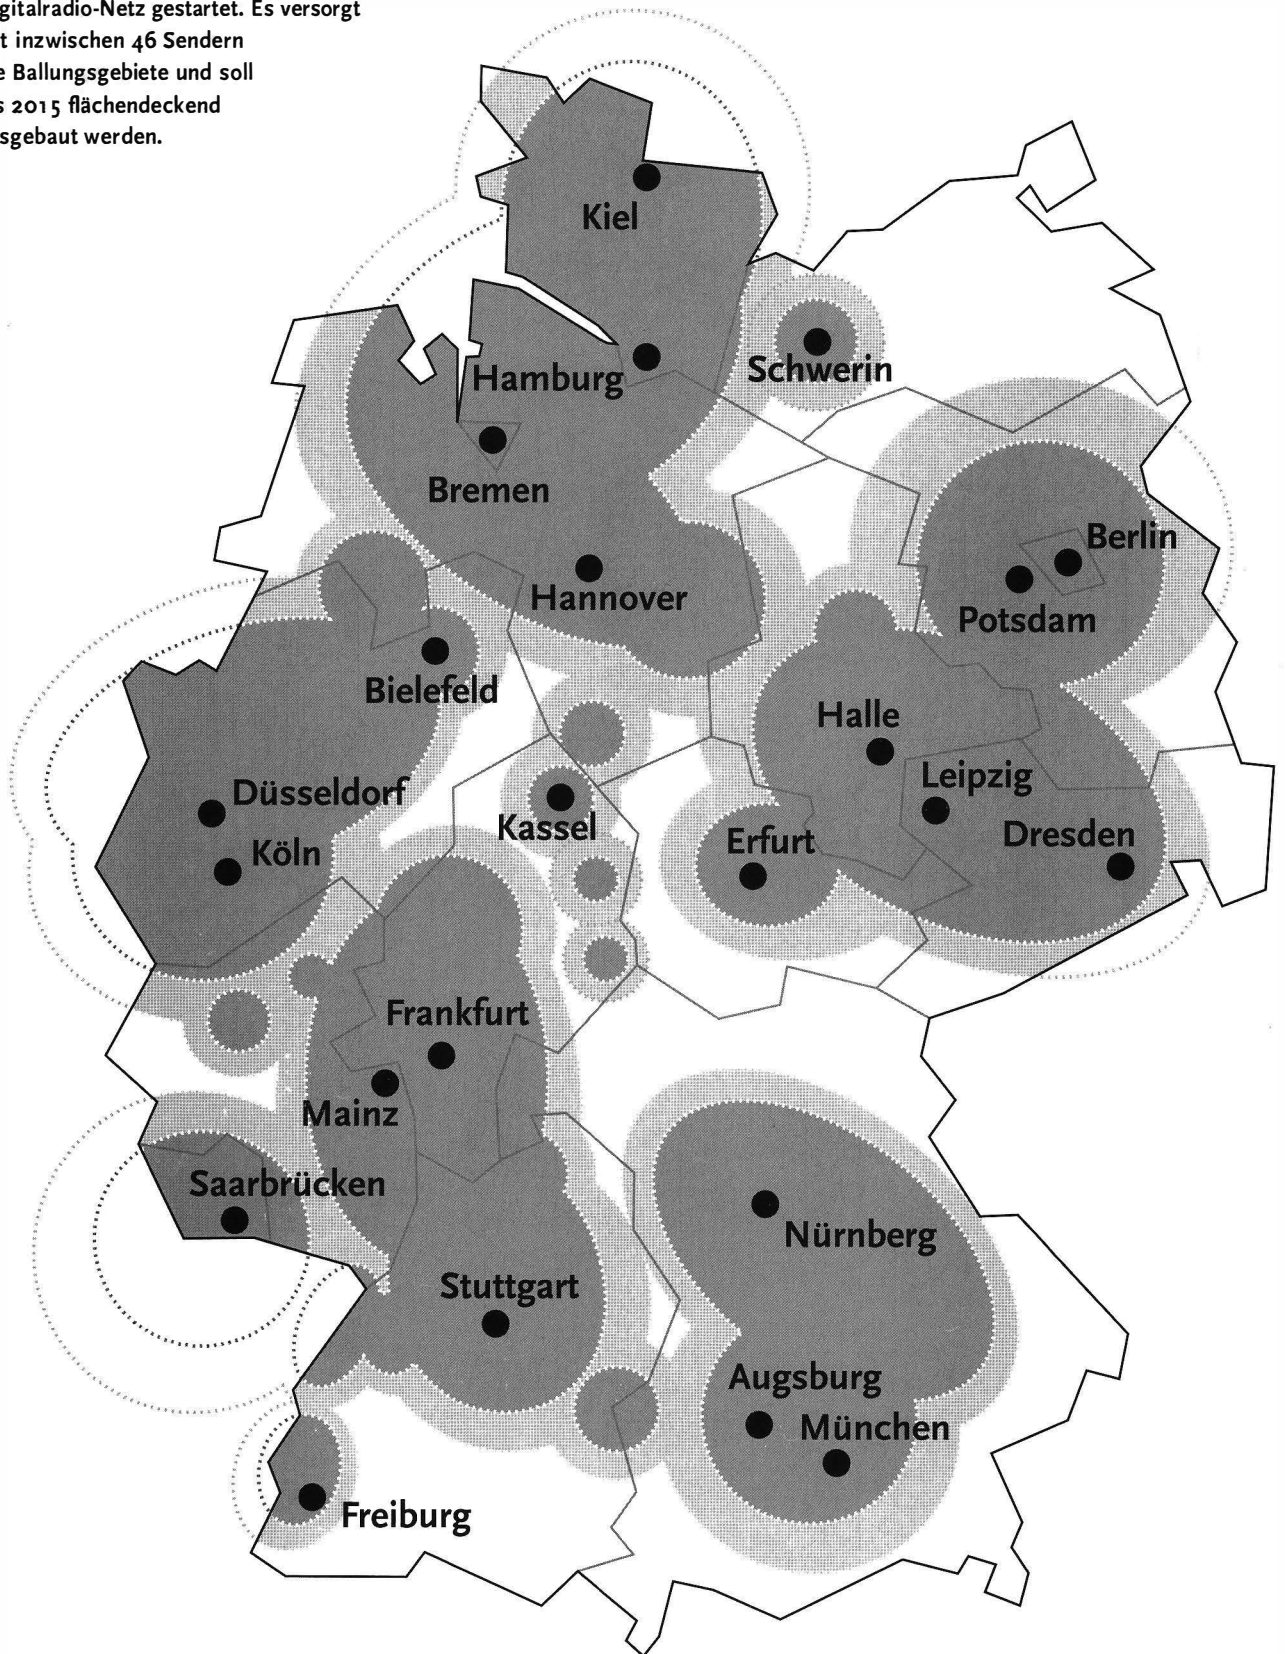 gitalradio-Netz gestartet. Es versorgt
t inzwischen 46 Sendern
e Ballungsgebiete und soll
s 2015 flächendeckend
sgebaut werden.
Kiel
Schwerin
Hamburg
Bremen
Berlin
Hannover
Potsdam
Bielefeld
Halle
Leipzig
Düsseldorf
Kassel
Erfurt
Dresden
Köln
Frankfurt
Mainz
Saarbrücken
Nürnberg
Stuttgart
Augsburg
München
Freiburg